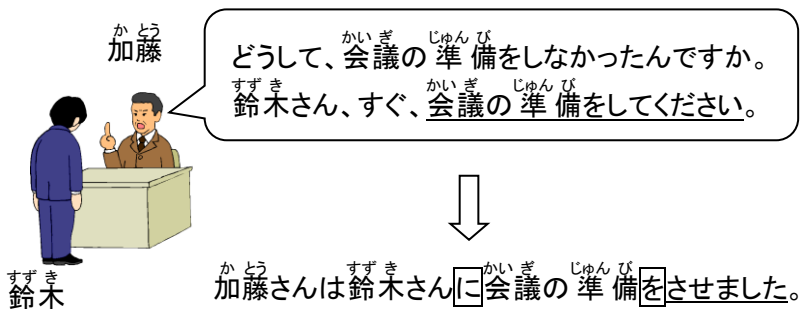 加藤
どうして、会議の準備をしなかったんですか。
鈴木さん、すぐ、会議の準備をしてください。
鈴木
加藤さんは鈴木さんに会議の準備をさせました。